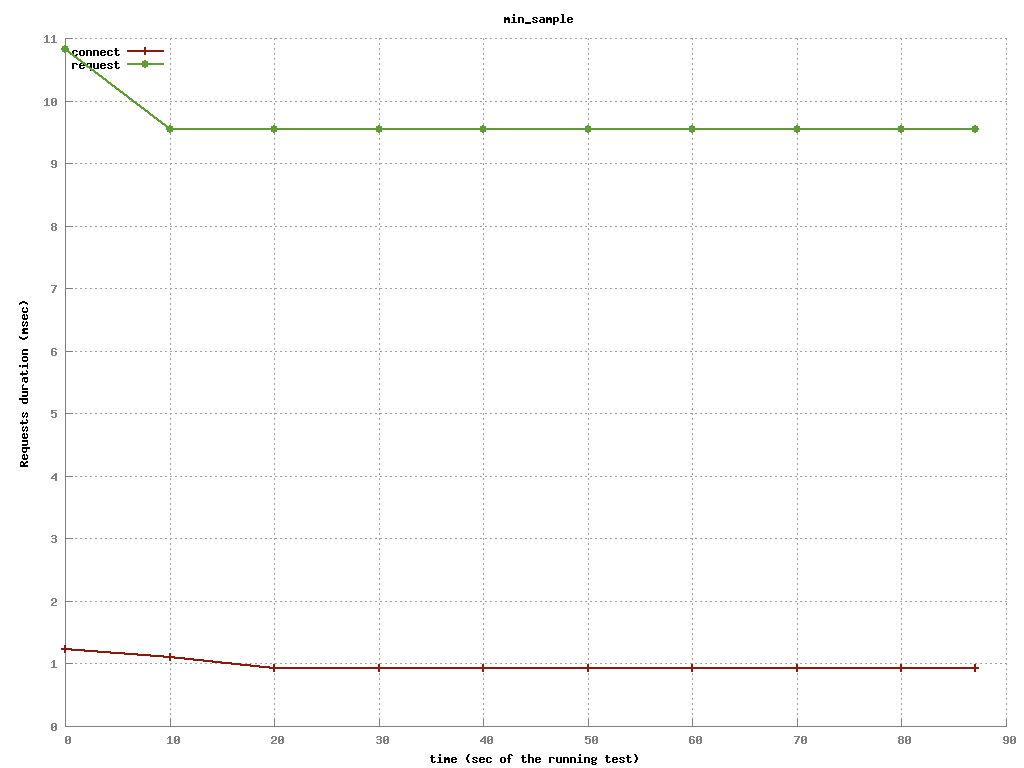 min_sample
connect
request
11
10
9
8
7
6
5
4
3
2
1
0
Requests duration (msec)
0 10 20 30 40 50 60 70 80 90
time (sec of the running test)